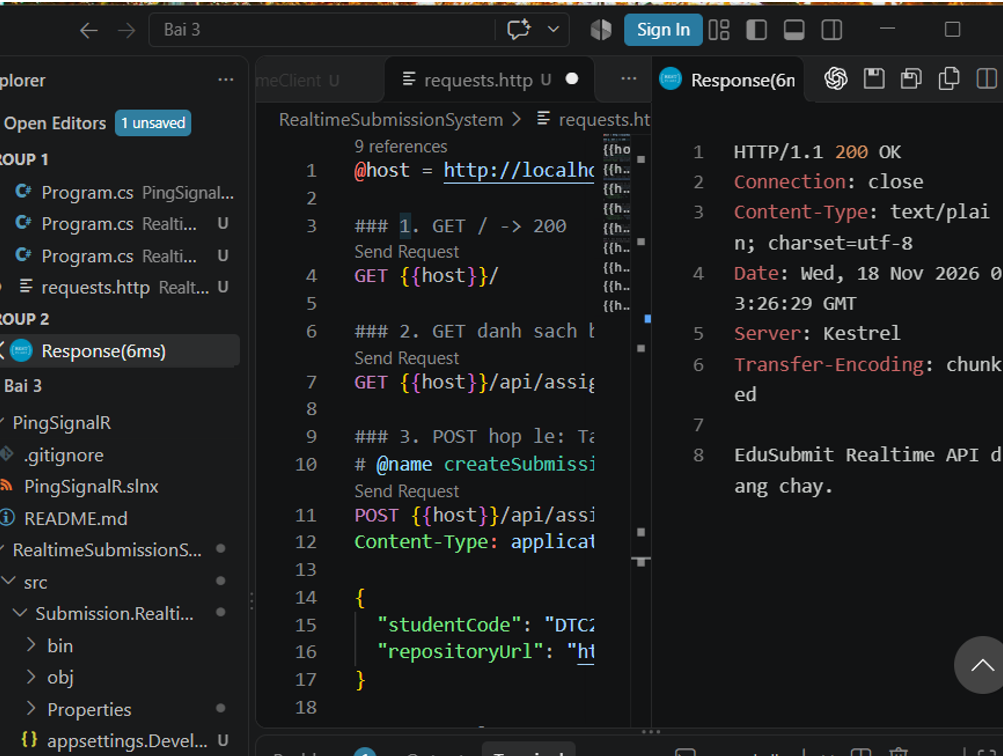 Bai 3
Sign In
plorer
Open Editors 1 unsaved
ROUP 1
Program.cs PingSignal...
Program.cs Realti... U
Program.cs Realti... U
requests.http Realt... U
ROUP 2
Response(6ms)
Bai 3
PingSignalR
.gitignore
PingSignalR.slnx
README.md
RealtimeSubmissionS...
src
Submission.Realti...
bin
obj
Properties
{} appsettings.Devel... U
meClient U
requests.http U
RealtimeSubmissionSystem > requests.ht
9 references
1 @host = http://localho
2
3 ### 1. GET / -> 200
Send Request
4 GET {{host}}/
5
6 ### 2. GET danh sach b
Send Request
7 GET {{host}}/api/assig
8
9 ### 3. POST hop le: Ta
10 # @name createSubmissi
Send Request
11 POST {{host}}/api/assi
12 Content-Type: applicat
13
14 {
15 "studentCode": "DTC2
16 "repositoryUrl": "ht
17 }
18
{{ho
{{h..
{{h..
{{h..
{{h..
{{h..
{{h..
{{h..
{{h..
Response(6m
1 HTTP/1.1 200 OK
2 Connection: close
3 Content-Type: text/plai
n; charset=utf-8
4 Date: Wed, 18 Nov 2026 0
3:26:29 GMT
5 Server: Kestrel
6 Transfer-Encoding: chunk
ed
7
8 EduSubmit Realtime API d
ang chay.